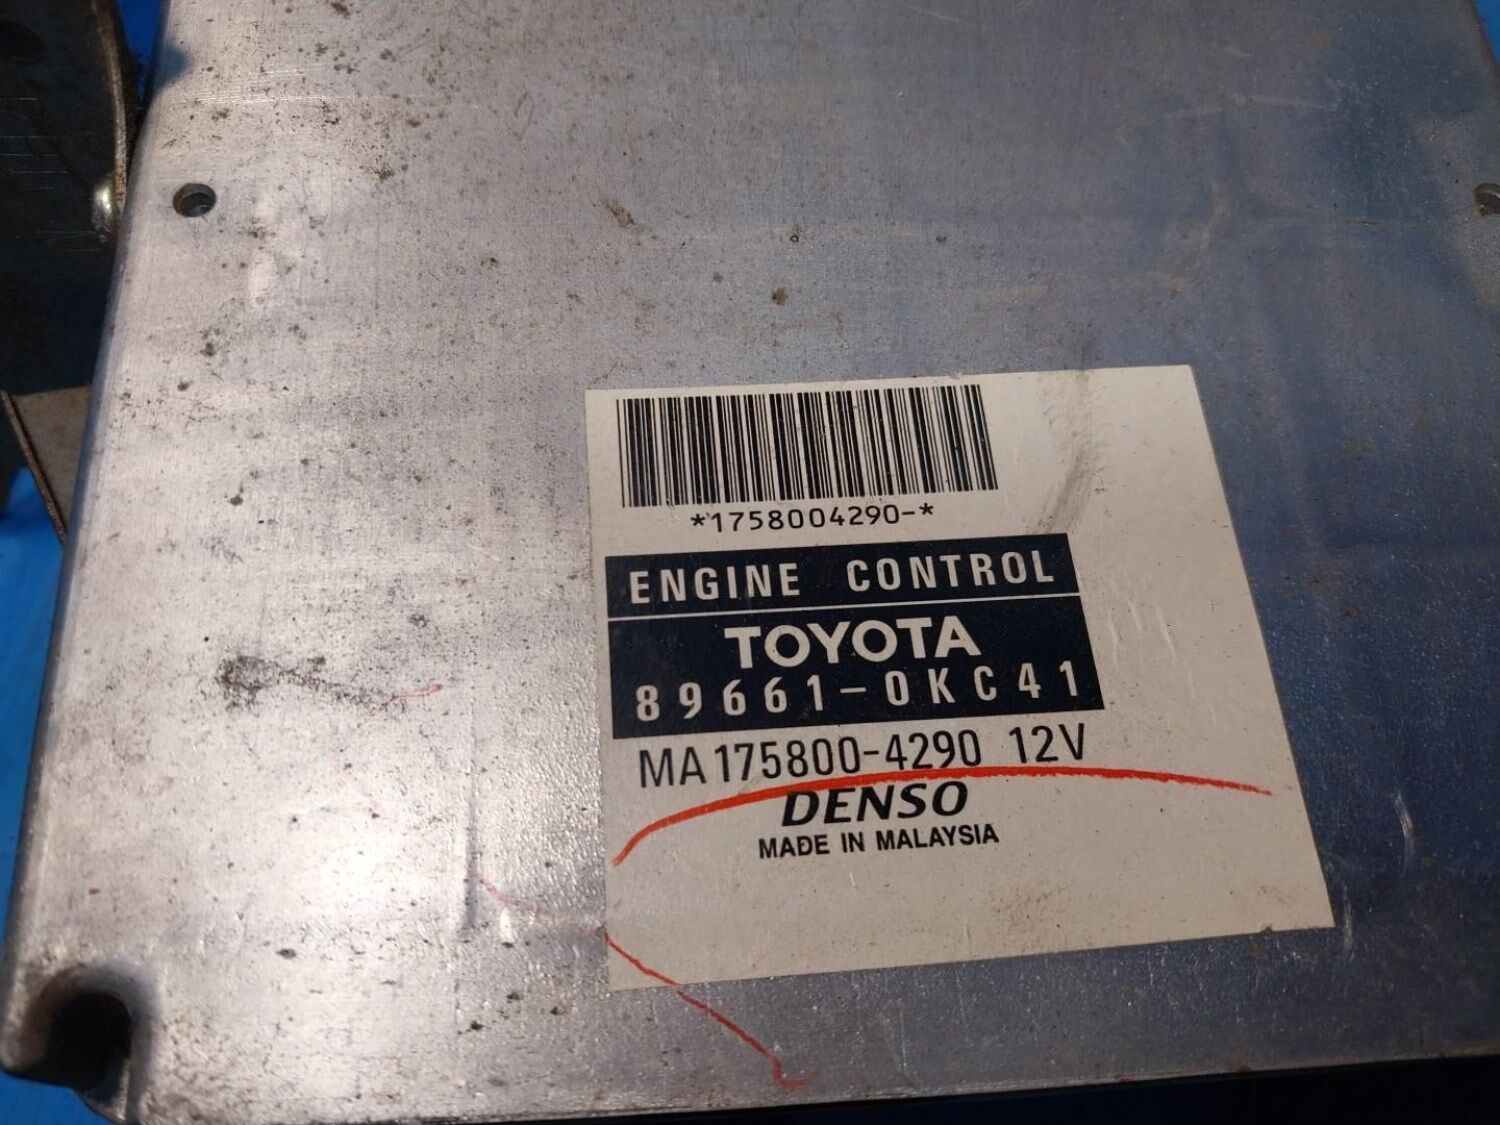 *1758004290-*
ENGINE CONTROL
TOYOTA
89661-0KC41
MA175800-4290 12V
DENSO
MADE IN MALAYSIA